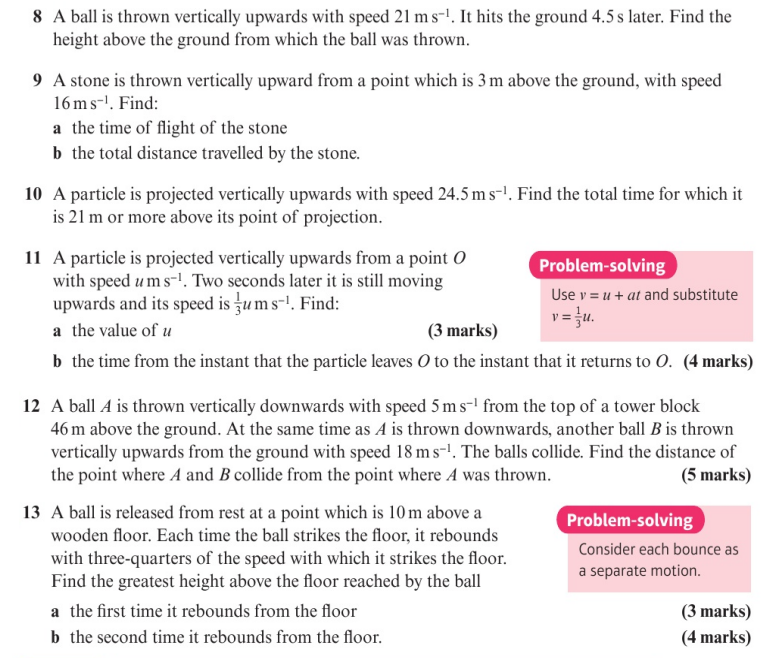 8 A ball is thrown vertically upwards with speed 21 m s⁻¹. It hits the ground 4.5 s later. Find the
height above the ground from which the ball was thrown.
9 A stone is thrown vertically upward from a point which is 3 m above the ground, with speed
16 m s⁻¹. Find:
a the time of flight of the stone
b the total distance travelled by the stone.
10 A particle is projected vertically upwards with speed 24.5 m s⁻¹. Find the total time for which it
is 21 m or more above its point of projection.
11 A particle is projected vertically upwards from a point O
with speed u m s⁻¹. Two seconds later it is still moving
upwards and its speed is ⅓u m s⁻¹. Find:
a the value of u (3 marks)
Problem-solving
Use v = u + at and substitute
v = ⅓u.
b the time from the instant that the particle leaves O to the instant that it returns to O. (4 marks)
12 A ball A is thrown vertically downwards with speed 5 m s⁻¹ from the top of a tower block
46 m above the ground. At the same time as A is thrown downwards, another ball B is thrown
vertically upwards from the ground with speed 18 m s⁻¹. The balls collide. Find the distance of
the point where A and B collide from the point where A was thrown. (5 marks)
13 A ball is released from rest at a point which is 10 m above a
wooden floor. Each time the ball strikes the floor, it rebounds
with three-quarters of the speed with which it strikes the floor.
Find the greatest height above the floor reached by the ball
Problem-solving
Consider each bounce as
a separate motion.
a the first time it rebounds from the floor (3 marks)
b the second time it rebounds from the floor. (4 marks)